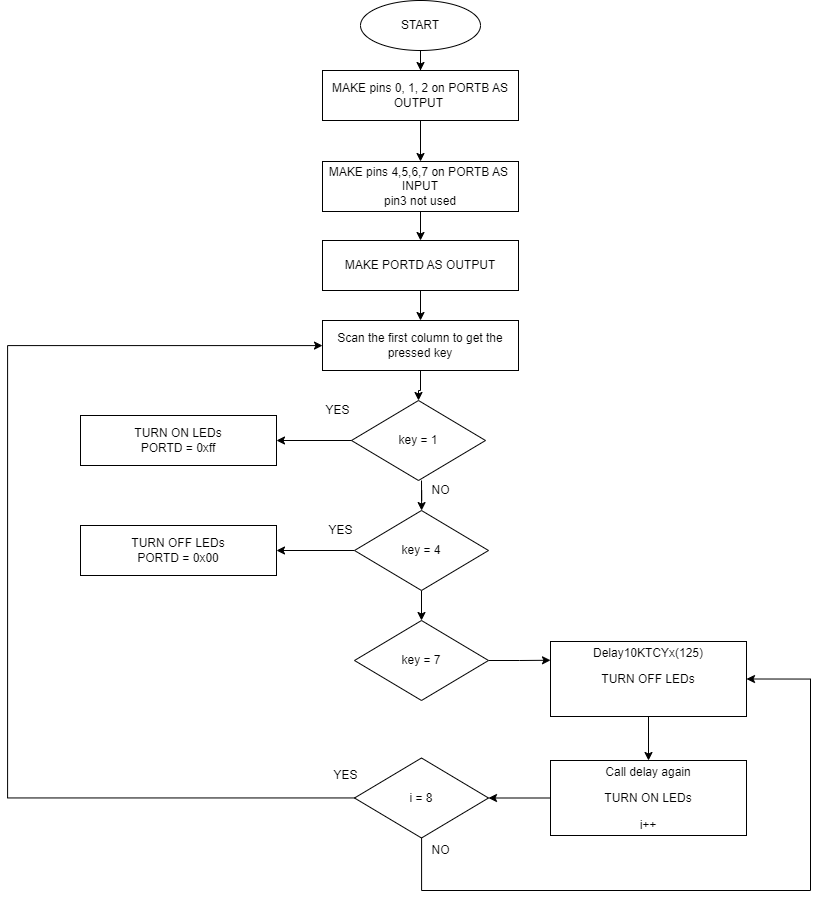 START
MAKE pins 0, 1, 2 on PORTB AS
OUTPUT
MAKE pins 4,5,6,7 on PORTB AS
INPUT
pin3 not used
MAKE PORTD AS OUTPUT
Scan the first column to get the
pressed key
YES
TURN ON LEDs
PORTD = 0xff
key = 1
NO
YES
TURN OFF LEDs
PORTD = 0x00
key = 4
key = 7
Delay10KTCYx(125)
TURN OFF LEDs
Call delay again
TURN ON LEDs
i++
YES
i = 8
NO